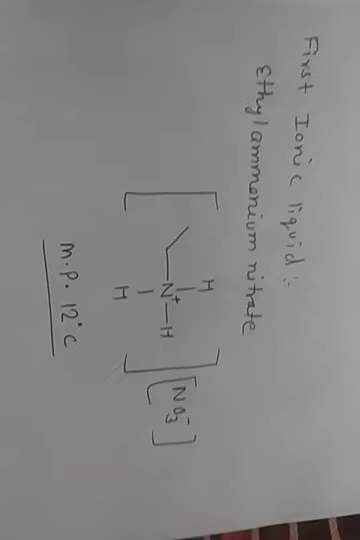 First Ionic liquid :-
Ethylammonium nitrate
H
N+ H
H
[NO3-]
m.p. 12°C